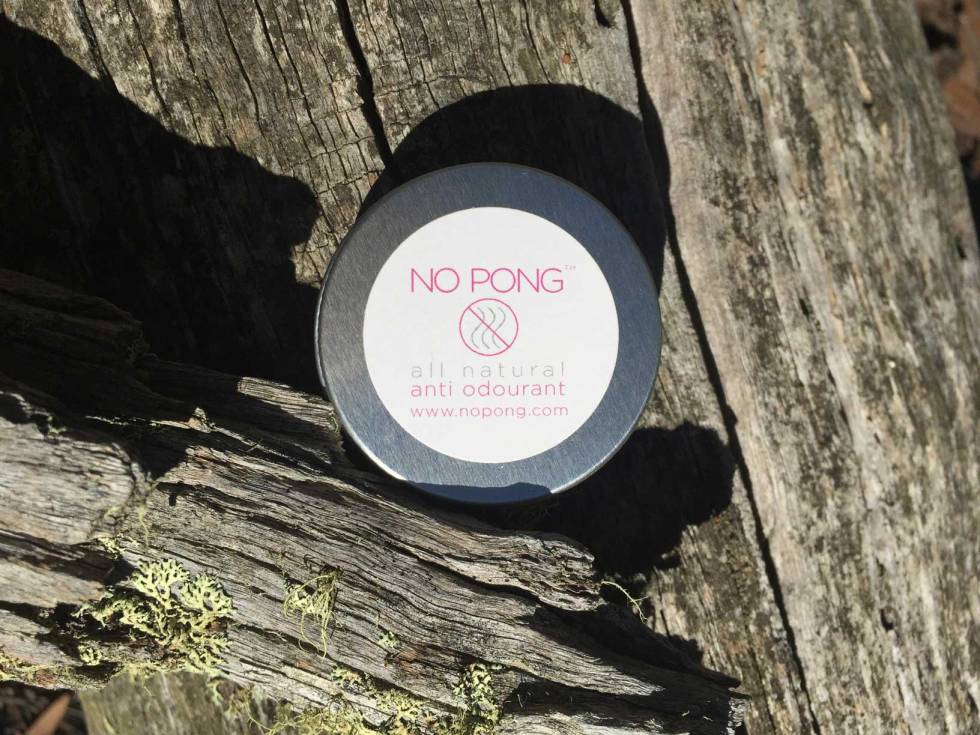 NO PONG™
all natural
anti odourant
www.nopong.com